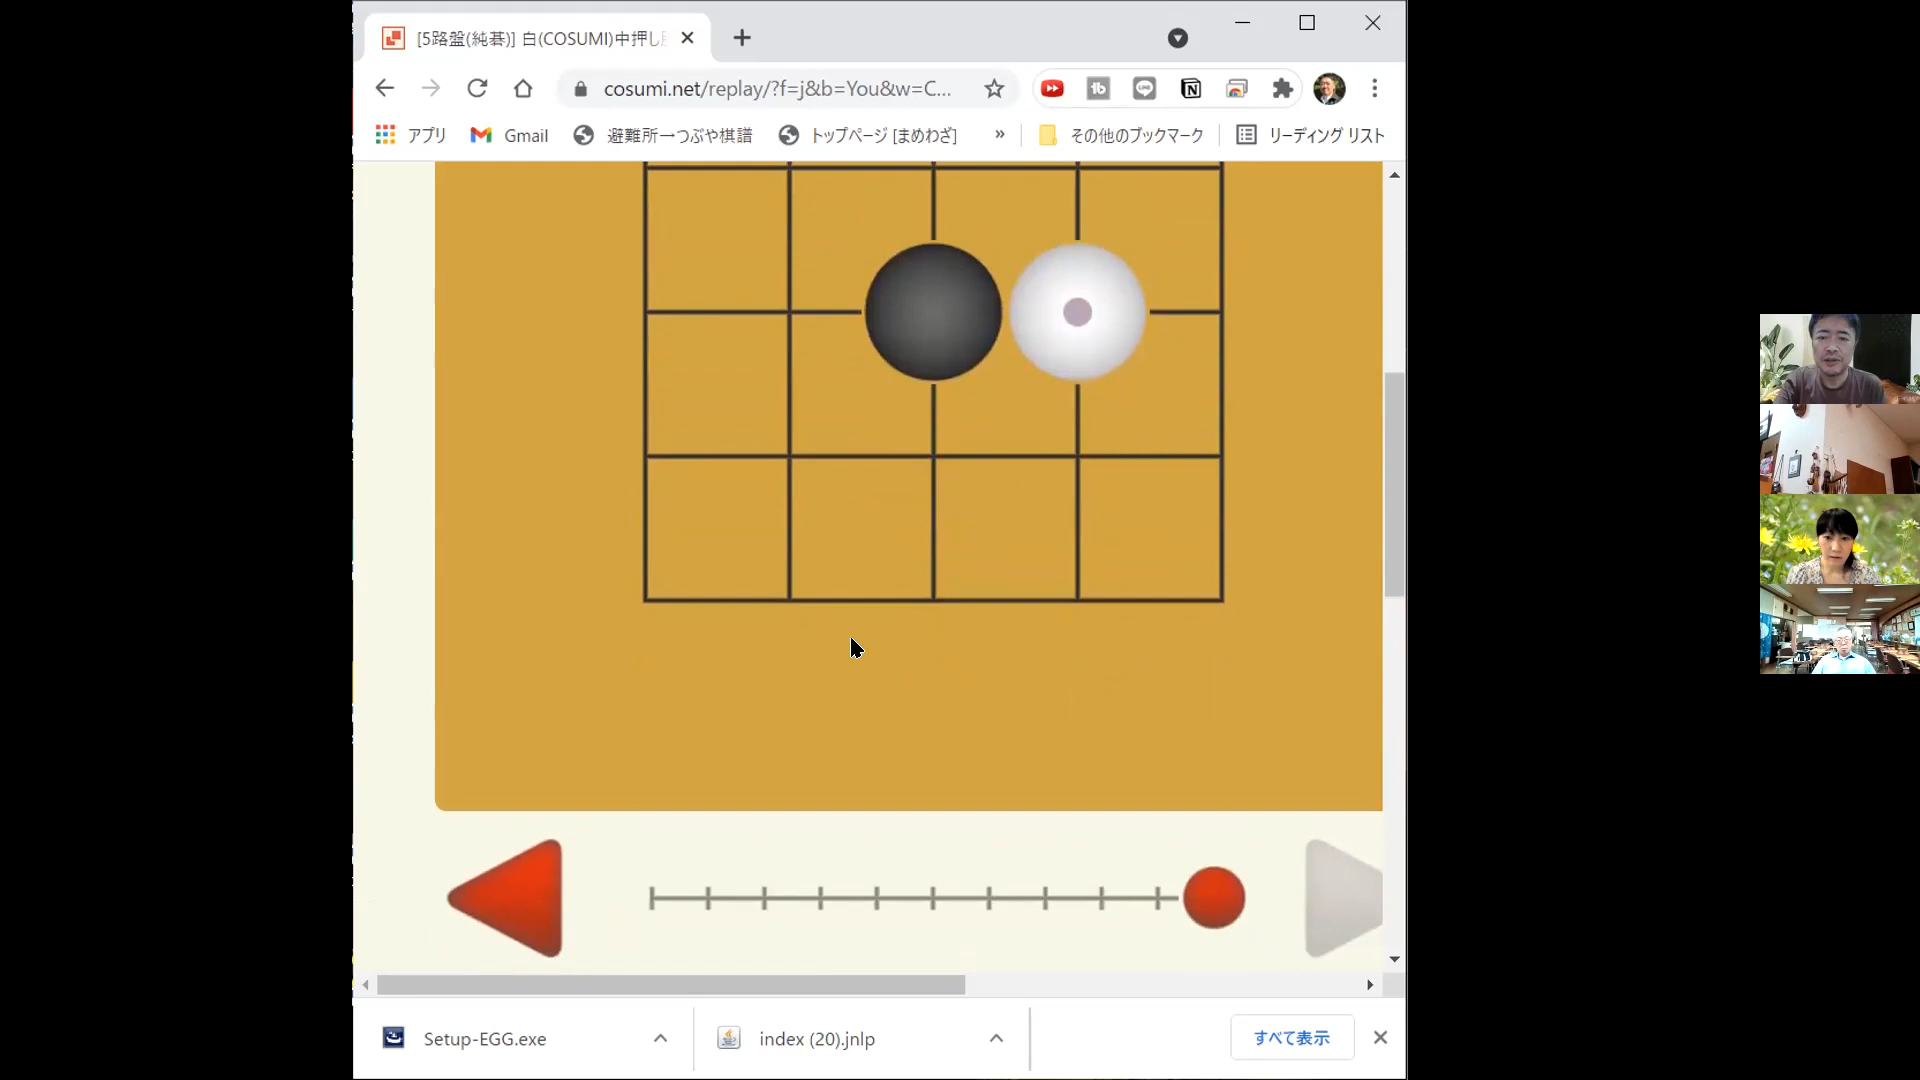 [5路盤(純碁)] 白(COSUMI)中押し
cosumi.net/replay/?f=j&b=You&w=C...
アプリ
Gmail
避難所→つぶや棋譜
トップページ [まめわざ]
»
その他のブックマーク
リーディング リスト
Setup-EGG.exe
index (20).jnlp
すべて表示